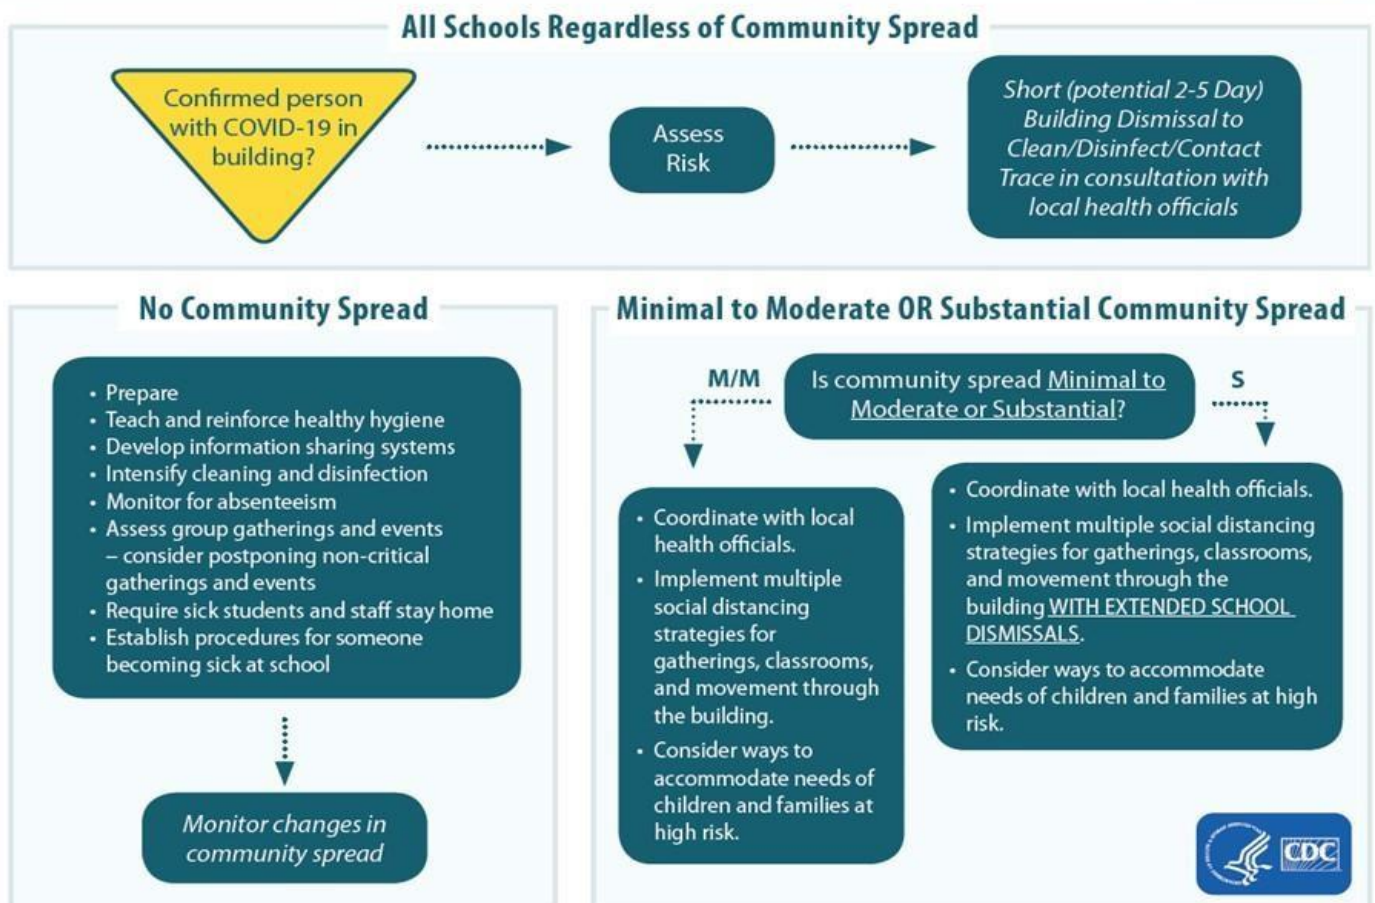 All Schools Regardless of Community Spread
Confirmed person
with COVID-19 in
building?
Assess
Risk
Short (potential 2-5 Day)
Building Dismissal to
Clean/Disinfect/Contact
Trace in consultation with
local health officials
No Community Spread
• Prepare
• Teach and reinforce healthy hygiene
• Develop information sharing systems
• Intensify cleaning and disinfection
• Monitor for absenteeism
• Assess group gatherings and events
– consider postponing non-critical
gatherings and events
• Require sick students and staff stay home
• Establish procedures for someone
becoming sick at school
Monitor changes in
community spread
Minimal to Moderate OR Substantial Community Spread
M/M
Is community spread Minimal to
Moderate or Substantial?
S
• Coordinate with local
health officials.
• Implement multiple
social distancing
strategies for
gatherings, classrooms,
and movement through
the building.
• Consider ways to
accommodate needs of
children and families at
high risk.
• Coordinate with local health officials.
• Implement multiple social distancing
strategies for gatherings, classrooms,
and movement through the
building WITH EXTENDED SCHOOL
DISMISSALS.
• Consider ways to accommodate
needs of children and families at high
risk.
CDC